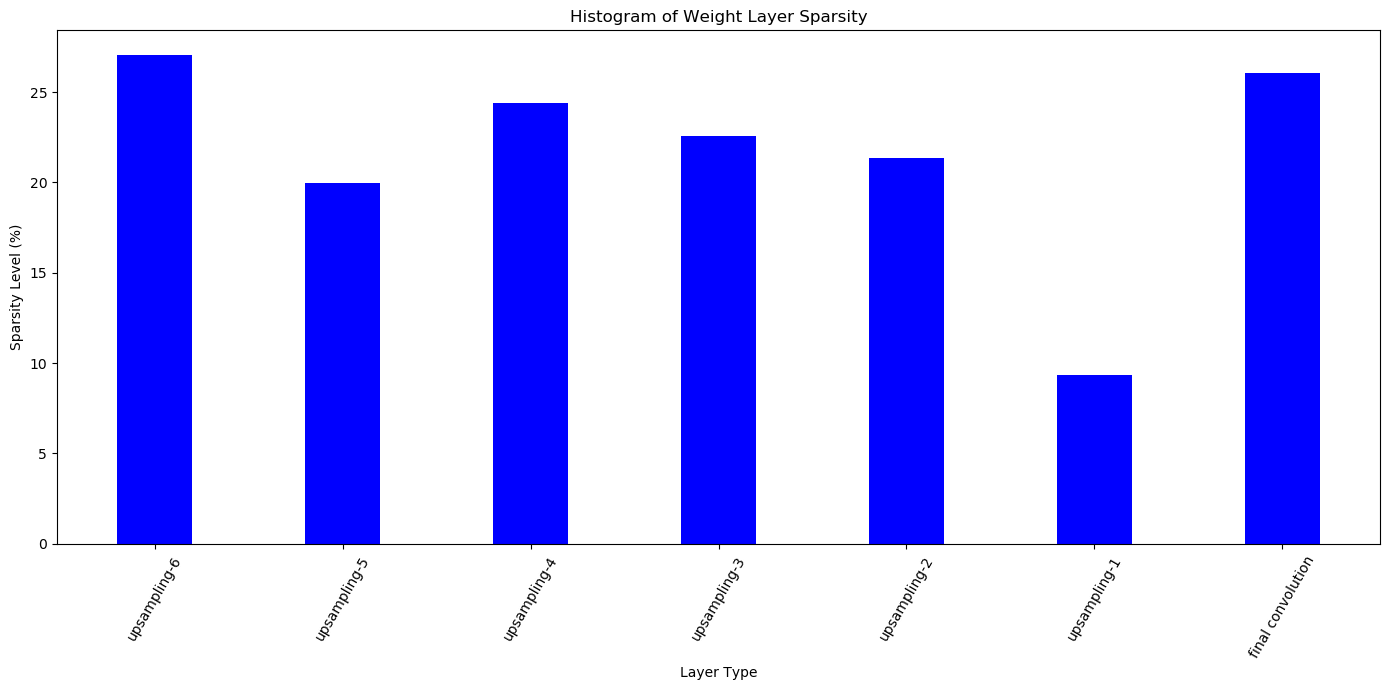 Histogram of Weight Layer Sparsity
Sparsity Level (%)
25
20
15
10
5
0
upsampling-6
upsampling-5
upsampling-4
upsampling-3
upsampling-2
upsampling-1
final convolution
Layer Type